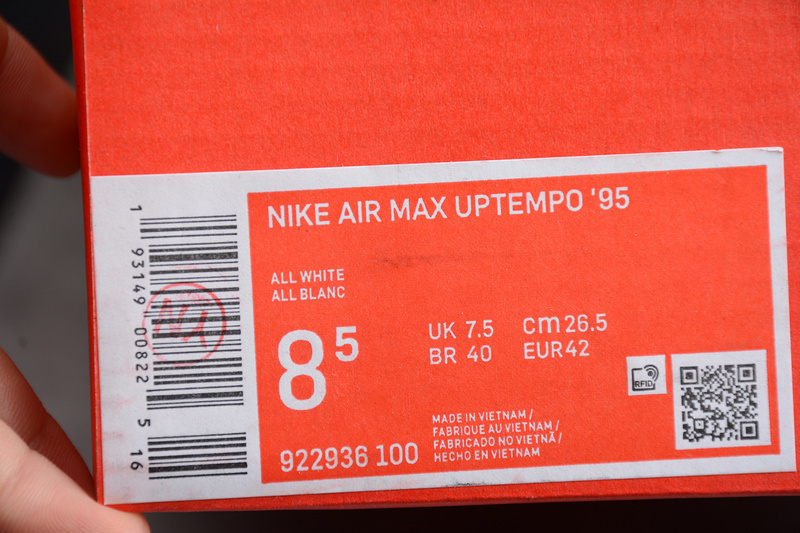 NIKE AIR MAX UPTEMPO '95
ALL WHITE
ALL BLANC
8⁵
UK 7.5 cm 26.5
BR 40 EUR 42
RFID
922936 100
MADE IN VIETNAM /
FABRIQUE AU VIETNAM /
FABRICADO NO VIETNÃ /
HECHO EN VIETNAM
1 93149 00822 5 16